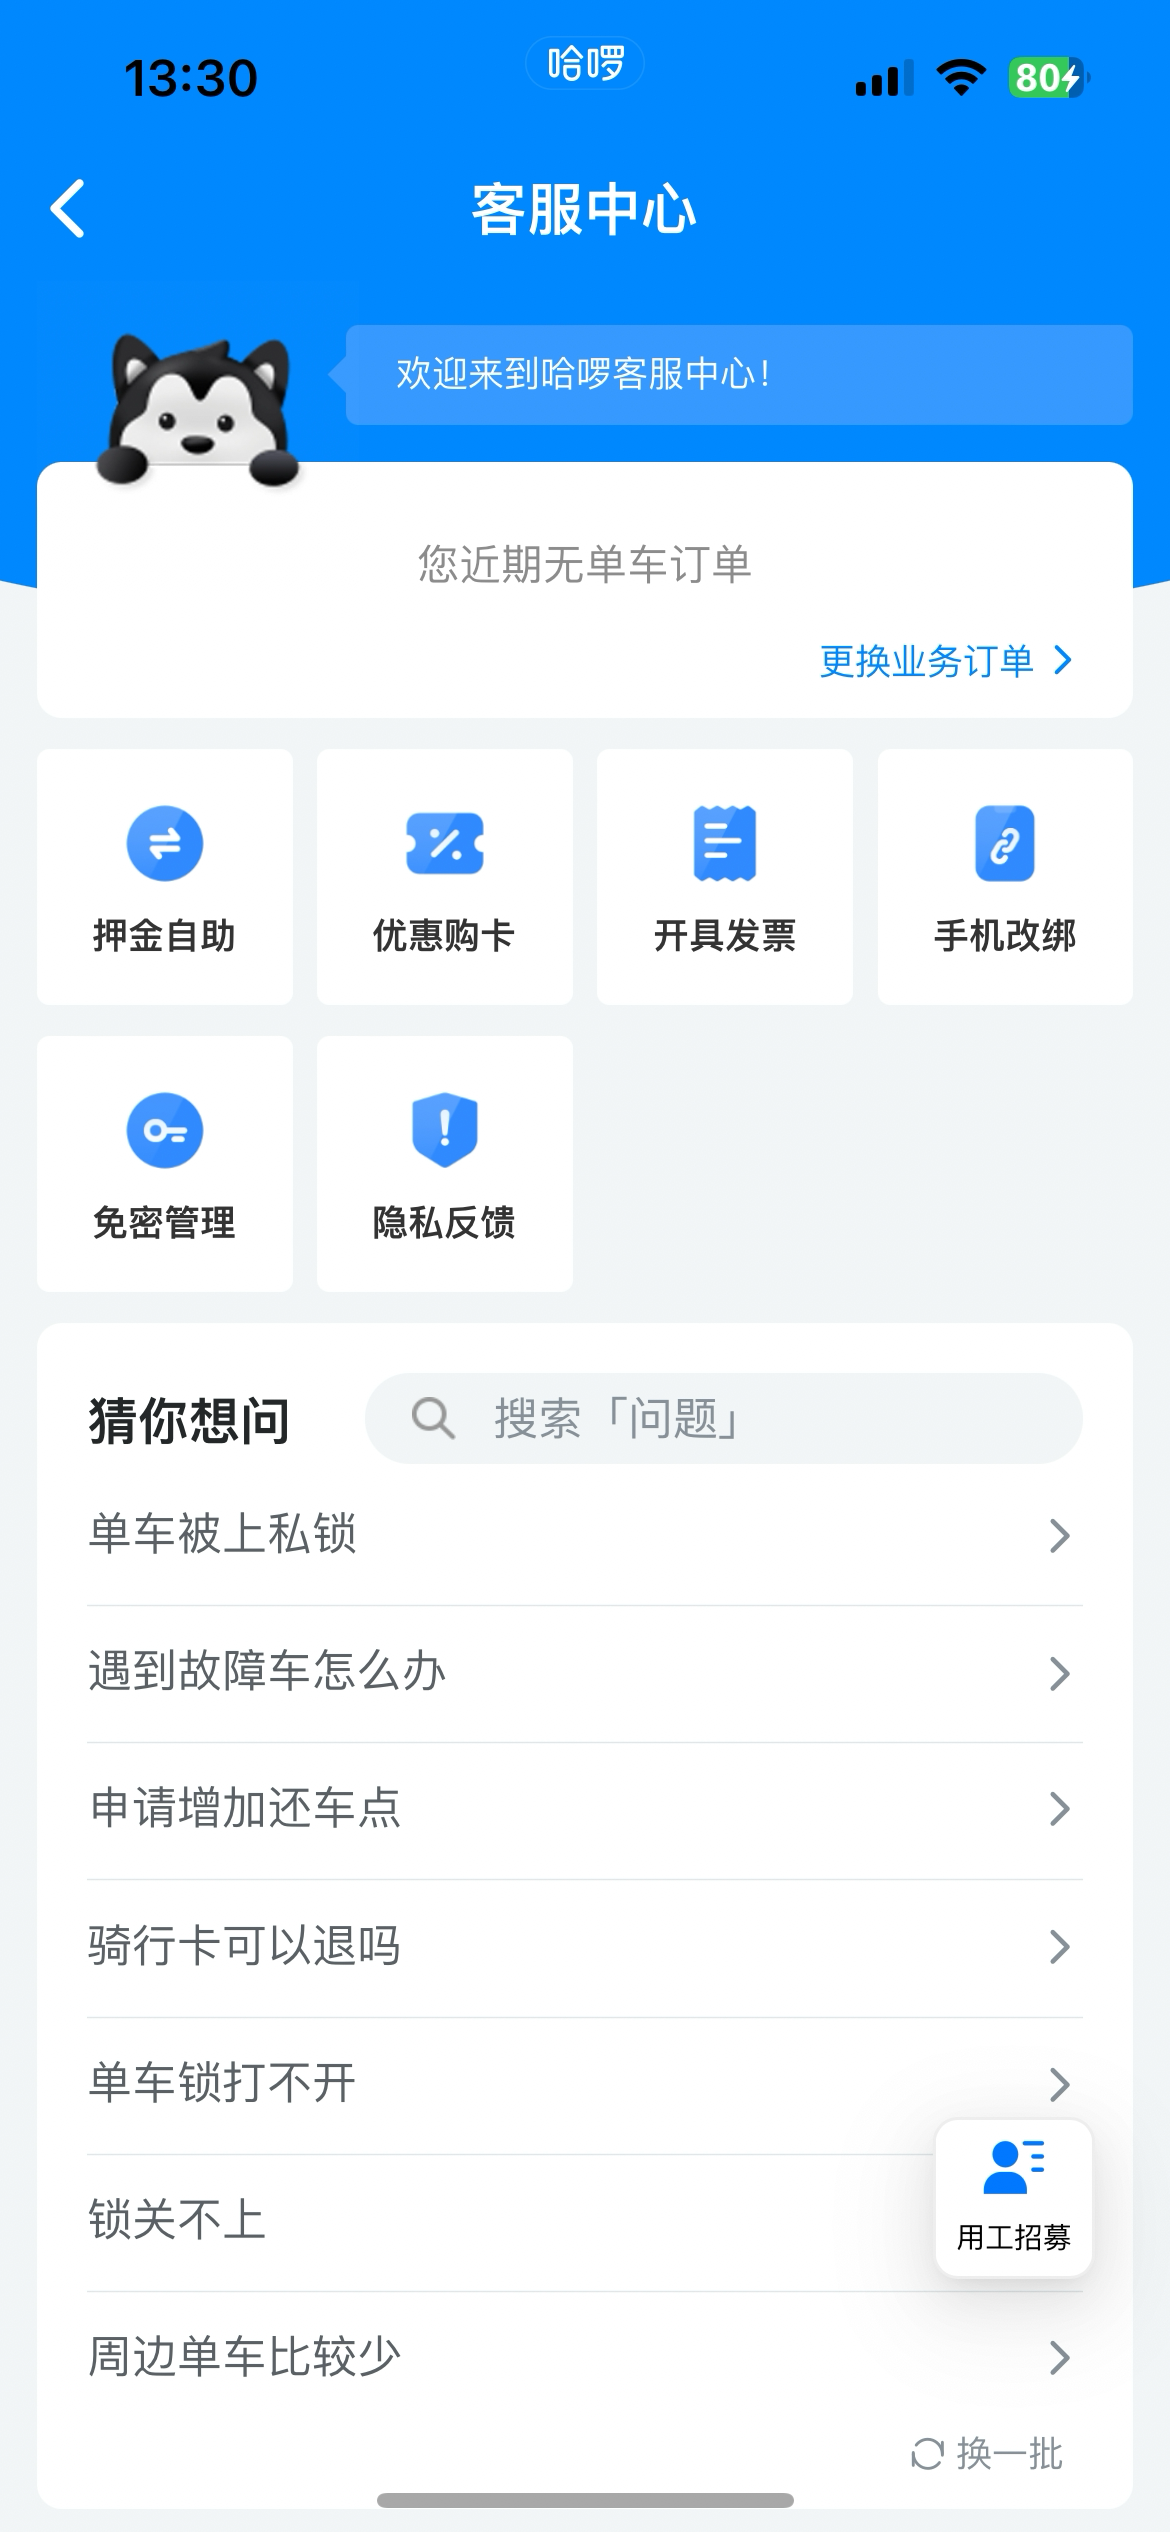 13:30
哈啰
80
客服中心
欢迎来到哈啰客服中心！
您近期无单车订单
更换业务订单
押金自助
优惠购卡
开具发票
手机改绑
免密管理
隐私反馈
猜你想问
搜索「问题」
单车被上私锁
遇到故障车怎么办
申请增加还车点
骑行卡可以退吗
单车锁打不开
锁关不上
用工招募
周边单车比较少
换一批